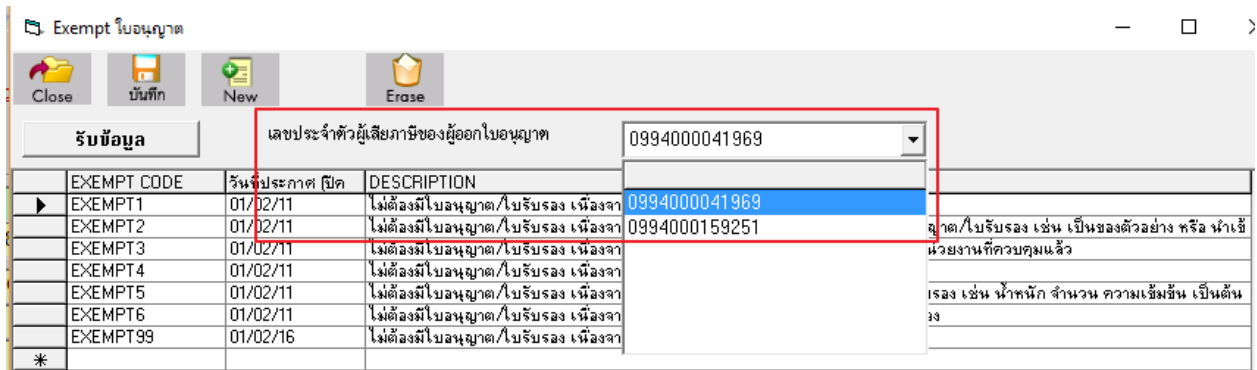 Exempt ใบอนุญาต
Close บันทึก New Erase
รับข้อมูล เลขประจำตัวผู้เสียภาษีของผู้ออกใบอนุญาต 0994000041969
EXEMPT CODE วันที่ประกาศ ปิด DESCRIPTION
EXEMPT1 01/02/11 ไม่ต้องมีใบอนุญาต/ใบรับรอง เนื่องจา 0994000041969
EXEMPT2 01/02/11 ไม่ต้องมีใบอนุญาต/ใบรับรอง เนื่องจา 0994000159251 ญาต/ใบรับรอง เช่น เป็นของตัวอย่าง หรือ นำเข้
EXEMPT3 01/02/11 ไม่ต้องมีใบอนุญาต/ใบรับรอง เนื่องจา หน่วยงานที่ควบคุมแล้ว
EXEMPT4 01/02/11 ไม่ต้องมีใบอนุญาต/ใบรับรอง เนื่องจา
EXEMPT5 01/02/11 ไม่ต้องมีใบอนุญาต/ใบรับรอง เนื่องจา รอง เช่น น้ำหนัก จำนวน ความเข้มข้น เป็นต้น
EXEMPT6 01/02/11 ไม่ต้องมีใบอนุญาต/ใบรับรอง เนื่องจา
EXEMPT99 01/02/16 ไม่ต้องมีใบอนุญาต/ใบรับรอง เนื่องจา